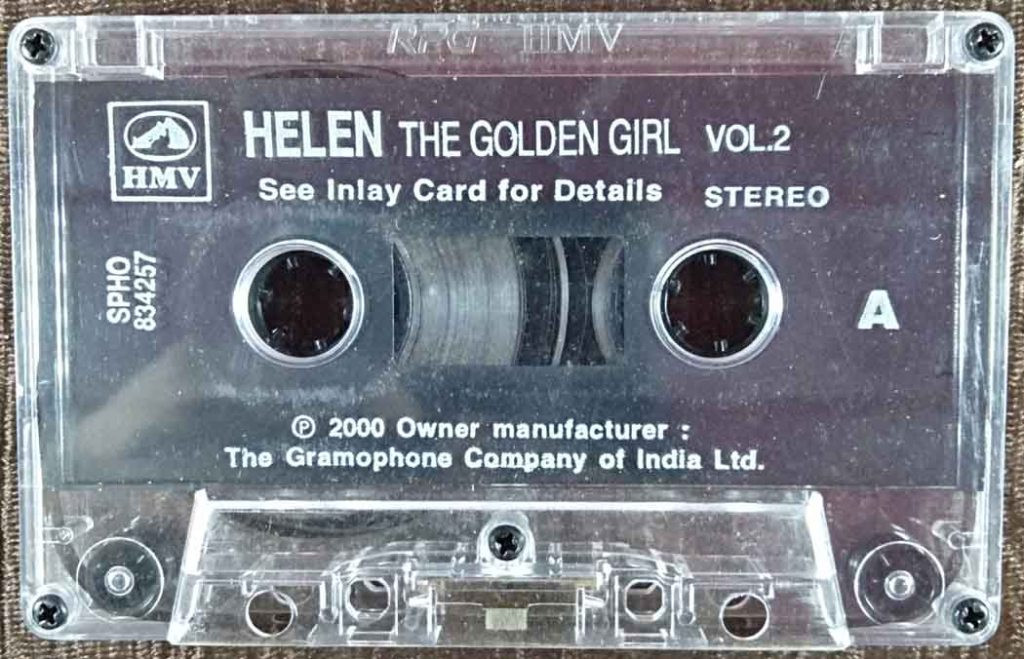 RPG HMV
HMV
HELEN THE GOLDEN GIRL VOL.2
See Inlay Card for Details STEREO
SPHO
834257
A
℗ 2000 Owner manufacturer :
The Gramophone Company of India Ltd.